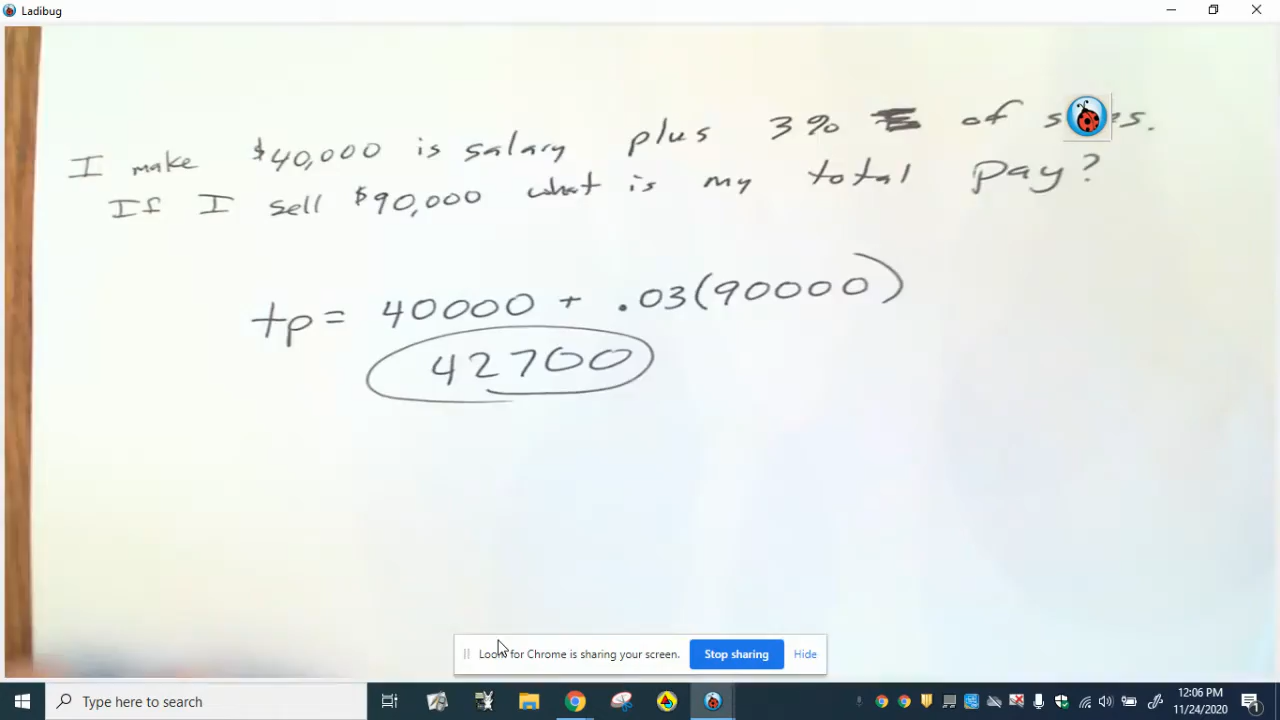 Ladibug
I make $40,000 is salary plus 3% of
If I sell $90,000 what is my total pay?
tp = 40000 + .03(90000)
42700
for Chrome is sharing your screen. Stop sharing Hide
Type here to search
12:06 PM
11/24/2020
1